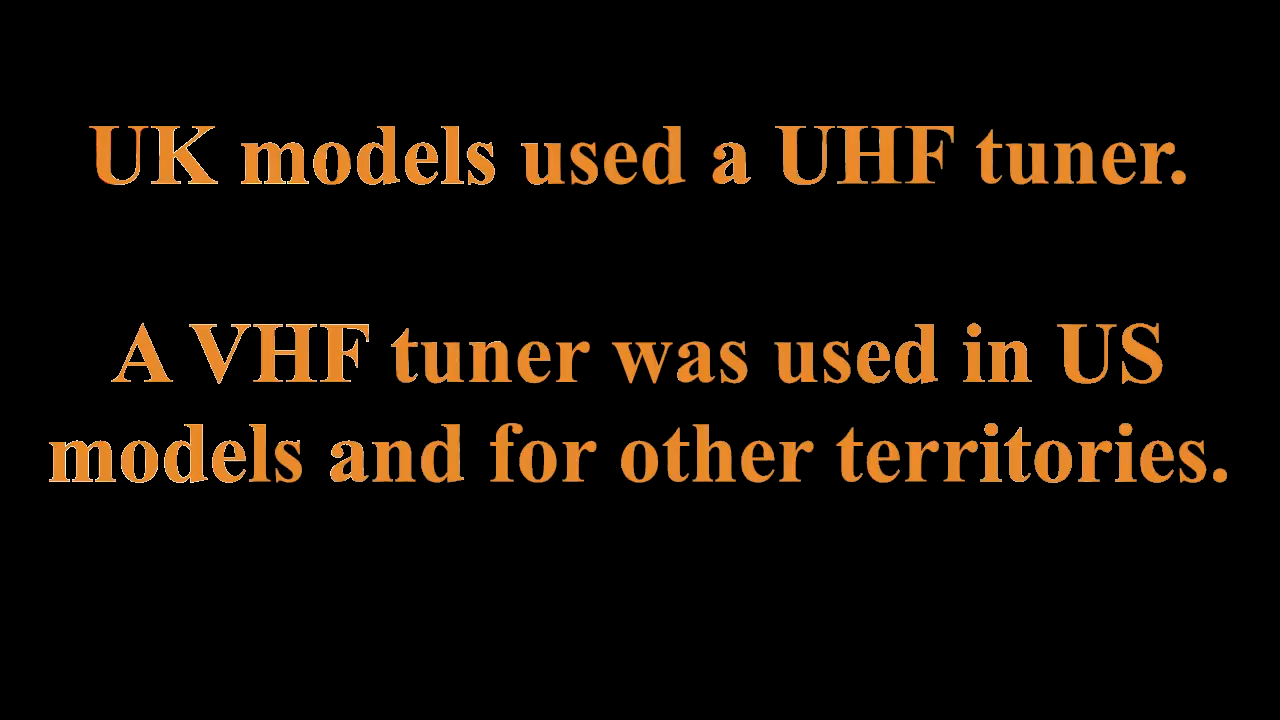 UK models used a UHF tuner.
A VHF tuner was used in US
models and for other territories.